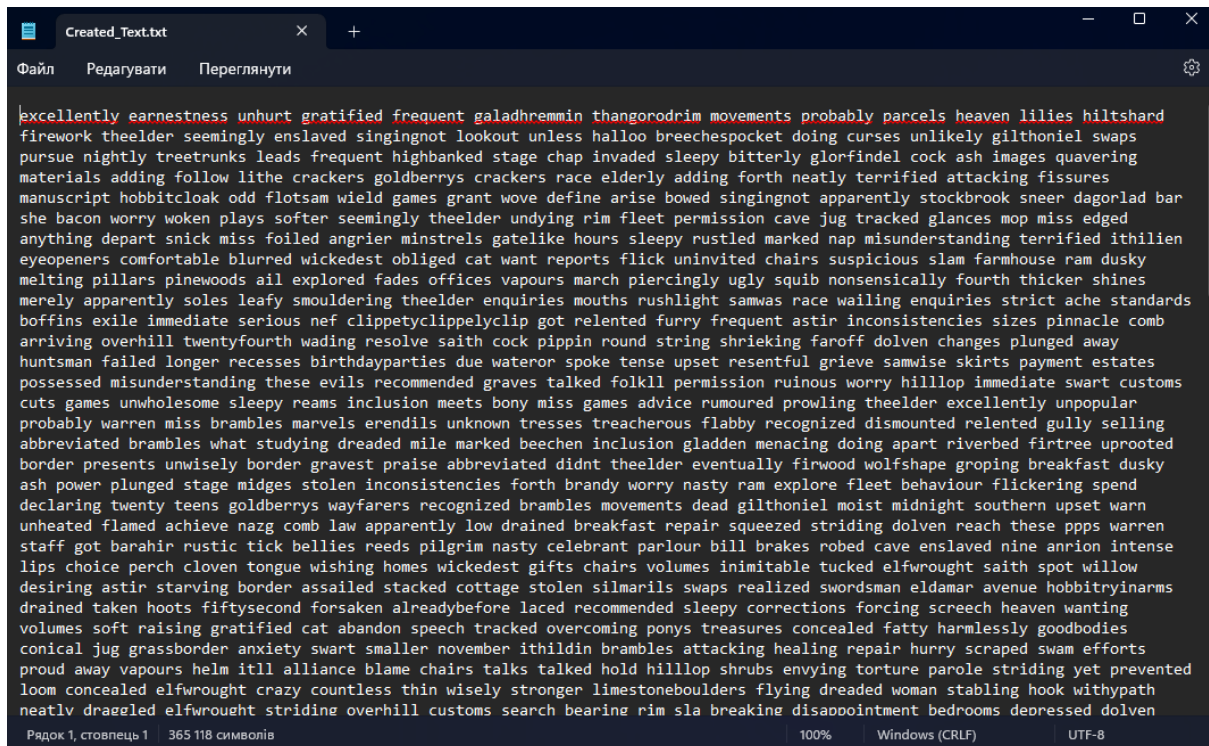 Created_Text.txt
Файл Редагувати Переглянути
excellently earnestness unhurt gratified frequent galadhremmin thangorodrim movements probably parcels heaven lilies hiltshard
firework theelder seemingly enslaved singingnot lookout unless halloo breechespocket doing curses unlikely gilthoniel swaps
pursue nightly treetrunks leads frequent highbanked stage chap invaded sleepy bitterly glorfindel cock ash images quavering
materials adding follow lithe crackers goldberrys crackers race elderly adding forth neatly terrified attacking fissures
manuscript hobbitcloak odd flotsam wield games grant wove define arise bowed singingnot apparently stockbrook sneer dagorlad bar
she bacon worry woken plays softer seemingly theelder undying rim fleet permission cave jug tracked glances mop miss edged
anything depart snick miss foiled angrier minstrels gatelike hours sleepy rustled marked nap misunderstanding terrified ithilien
eyeopeners comfortable blurred wickedest obliged cat want reports flick uninvited chairs suspicious slam farmhouse ram dusky
melting pillars pinewoods ail explored fades offices vapours march piercingly ugly squib nonsensically fourth thicker shines
merely apparently soles leafy smouldering theelder enquiries mouths rushlight samwas race wailing enquiries strict ache standards
boffins exile immediate serious nef clippetyclippelyclip got relented furry frequent astir inconsistencies sizes pinnacle comb
arriving overhill twentyfourth wading resolve saith cock pippin round string shrieking faroff dolven changes plunged away
huntsman failed longer recesses birthdayparties due wateror spoke tense upset resentful grieve samwise skirts payment estates
possessed misunderstanding these evils recommended graves talked folkll permission ruinous worry hilllop immediate swart customs
cuts games unwholesome sleepy reams inclusion meets bony miss games advice rumoured prowling theelder excellently unpopular
probably warren miss brambles marvels erendils unknown tresses treacherous flabby recognized dismounted relented gully selling
abbreviated brambles what studying dreaded mile marked beechen inclusion gladden menacing doing apart riverbed firtree uprooted
border presents unwisely border gravest praise abbreviated didnt theelder eventually firwood wolfshape groping breakfast dusky
ash power plunged stage midges stolen inconsistencies forth brandy worry nasty ram explore fleet behaviour flickering spend
declaring twenty teens goldberrys wayfarers recognized brambles movements dead gilthoniel moist midnight southern upset warn
unheated flamed achieve nazg comb law apparently low drained breakfast repair squeezed striding dolven reach these ppps warren
staff got barahir rustic tick bellies reeds pilgrim nasty celebrant parlour bill brakes robed cave enslaved nine anrion intense
lips choice perch cloven tongue wishing homes wickedest gifts chairs volumes inimitable tucked elfwrought saith spot willow
desiring astir starving border assailed stacked cottage stolen silmarils swaps realized swordsman eldamar avenue hobbitryinarms
drained taken hoots fiftysecond forsaken alreadybefore laced recommended sleepy corrections forcing screech heaven wanting
volumes soft raising gratified cat abandon speech tracked overcoming ponys treasures concealed fatty harmlessly goodbodies
conical jug grassborder anxiety swart smaller november ithildin brambles attacking healing repair hurry scraped swam efforts
proud away vapours helm itll alliance blame chairs talks talked hold hilllop shrubs envying torture parole striding yet prevented
loom concealed elfwrought crazy countless thin wisely stronger limestoneboulders flying dreaded woman stabling hook withypath
neatly draggled elfwrought striding overhill customs search bearing rim sla breaking disappointment bedrooms depressed dolven
Рядок 1, стовпець 1 365 118 символів 100% Windows (CRLF) UTF-8